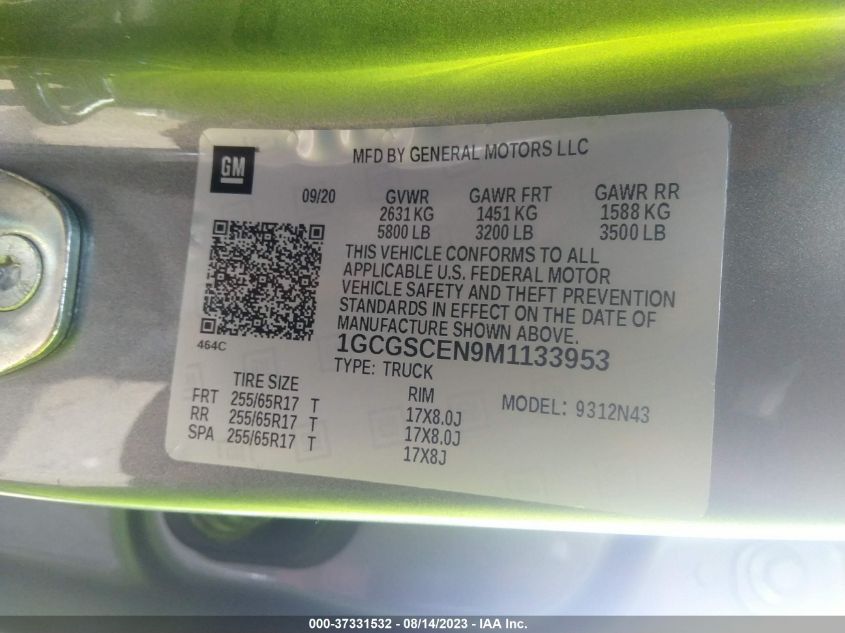 GM
MFD BY GENERAL MOTORS LLC
09/20 GVWR GAWR FRT GAWR RR
2631 KG 1451 KG 1588 KG
5800 LB 3200 LB 3500 LB
THIS VEHICLE CONFORMS TO ALL
APPLICABLE U.S. FEDERAL MOTOR
VEHICLE SAFETY AND THEFT PREVENTION
STANDARDS IN EFFECT ON THE DATE OF
MANUFACTURE SHOWN ABOVE.
464C
1GCGSCEN9M1133953
TYPE: TRUCK
TIRE SIZE RIM MODEL: 9312N43
FRT 255/65R17 T 17X8.0J
RR 255/65R17 T 17X8.0J
SPA 255/65R17 T 17X8J
000-37331532 - 08/14/2023 - IAA Inc.